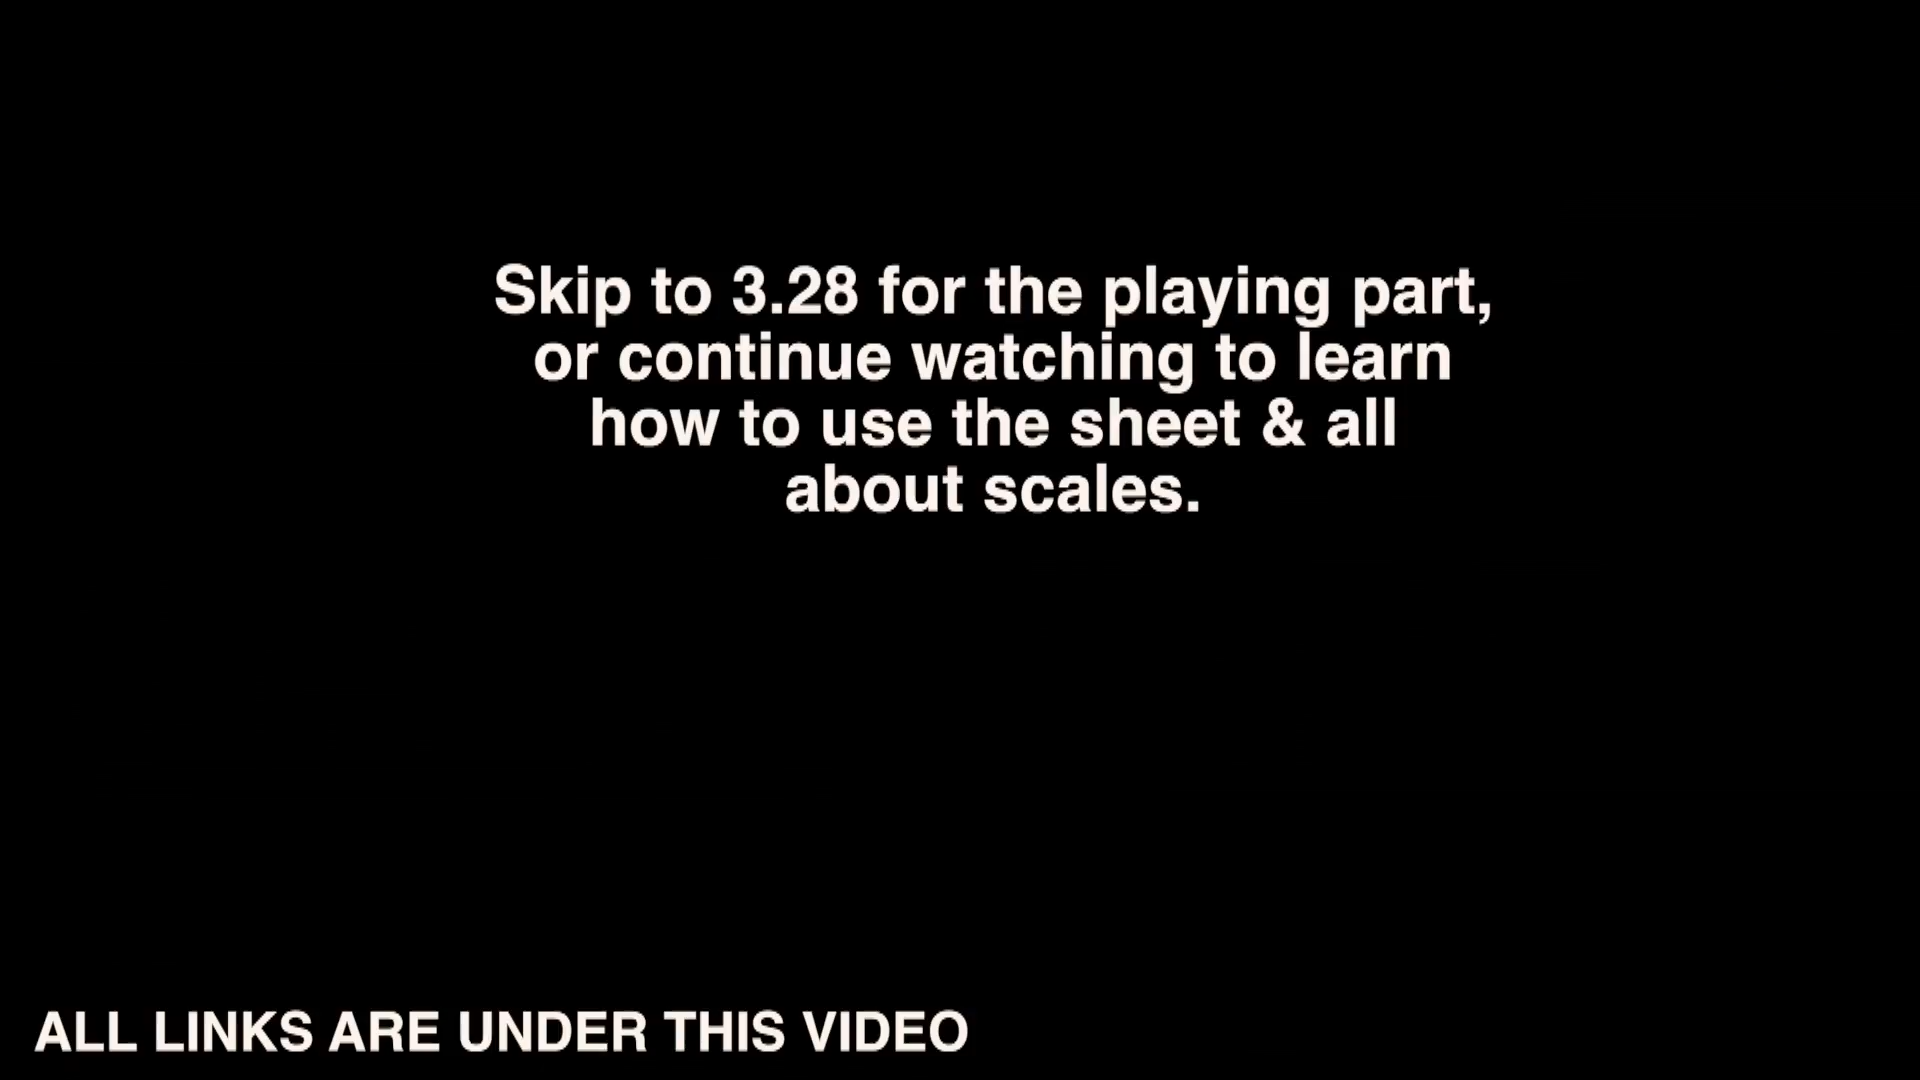 Skip to 3.28 for the playing part,
or continue watching to learn
how to use the sheet & all
about scales.
ALL LINKS ARE UNDER THIS VIDEO